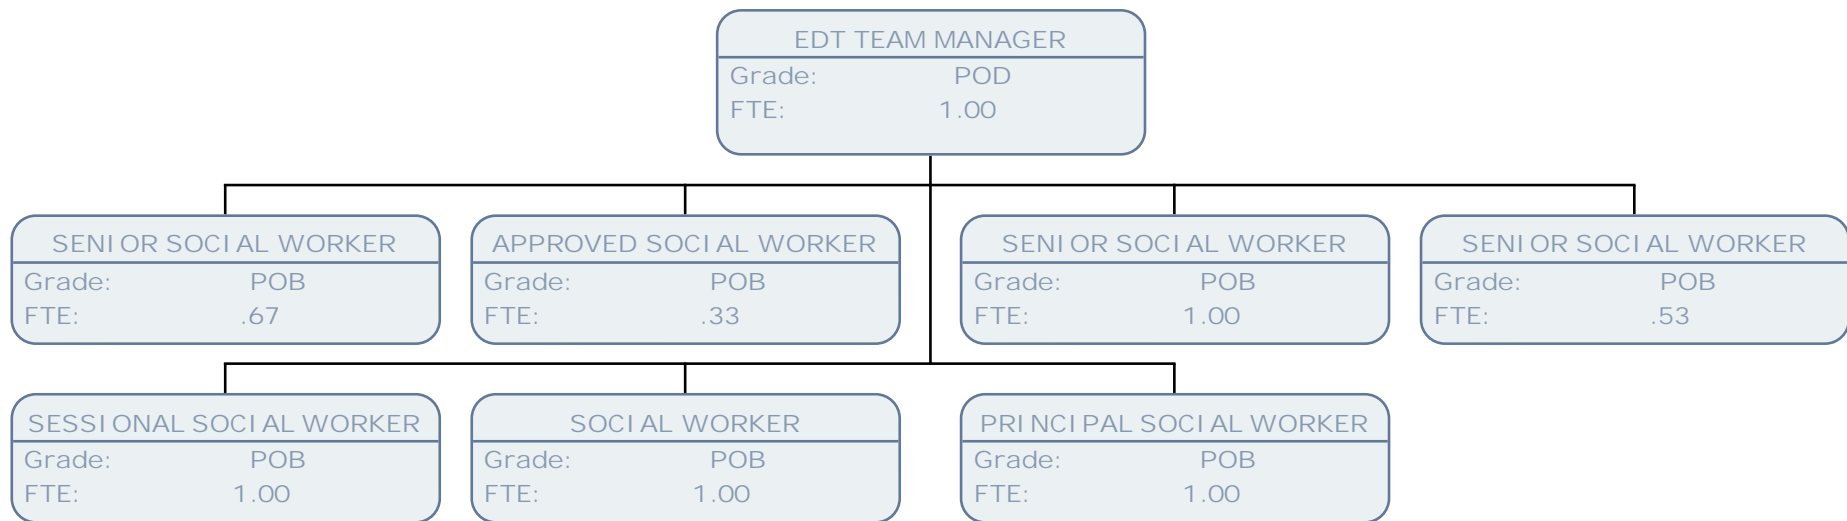 EDT TEAM MANAGER
Grade: POD
FTE: 1.00
SENIOR SOCIAL WORKER
Grade: POB
FTE: .67
APPROVED SOCIAL WORKER
Grade: POB
FTE: .33
SENIOR SOCIAL WORKER
Grade: POB
FTE: 1.00
SENIOR SOCIAL WORKER
Grade: POB
FTE: .53
SESSIONAL SOCIAL WORKER
Grade: POB
FTE: 1.00
SOCIAL WORKER
Grade: POB
FTE: 1.00
PRINCIPAL SOCIAL WORKER
Grade: POB
FTE: 1.00